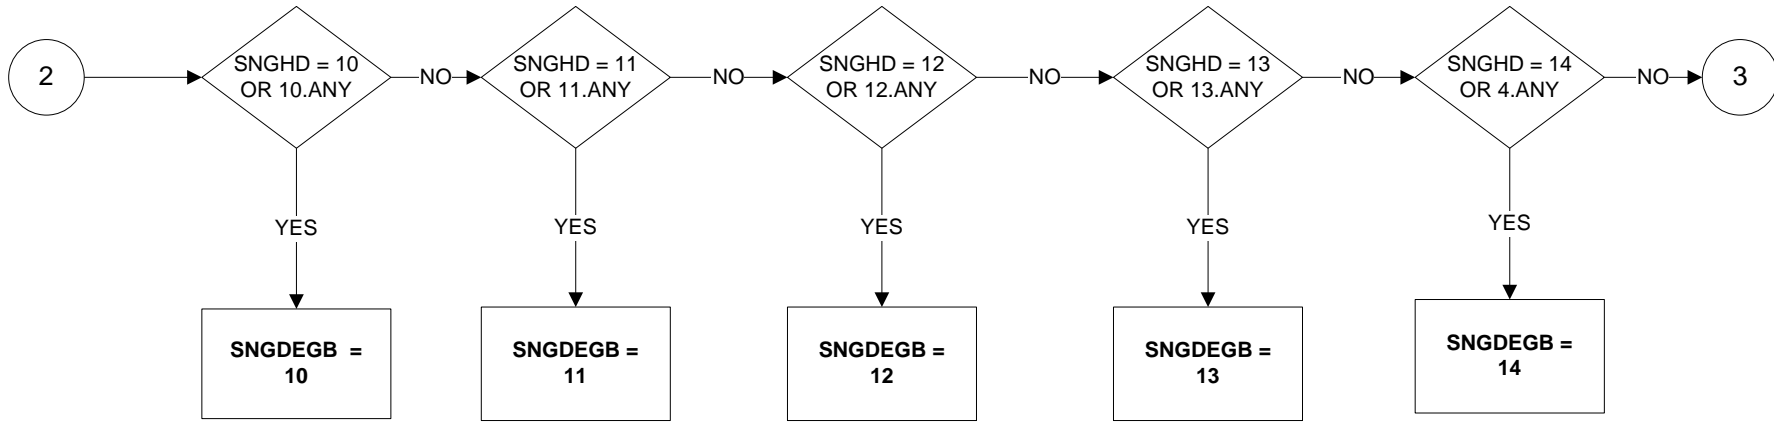 2
SNGHD = 10
OR 10.ANY
NO
SNGHD = 11
OR 11.ANY
NO
SNGHD = 12
OR 12.ANY
NO
SNGHD = 13
OR 13.ANY
NO
SNGHD = 14
OR 4.ANY
NO
3
YES
YES
YES
YES
YES
SNGDEGB =
10
SNGDEGB =
11
SNGDEGB =
12
SNGDEGB =
13
SNGDEGB =
14